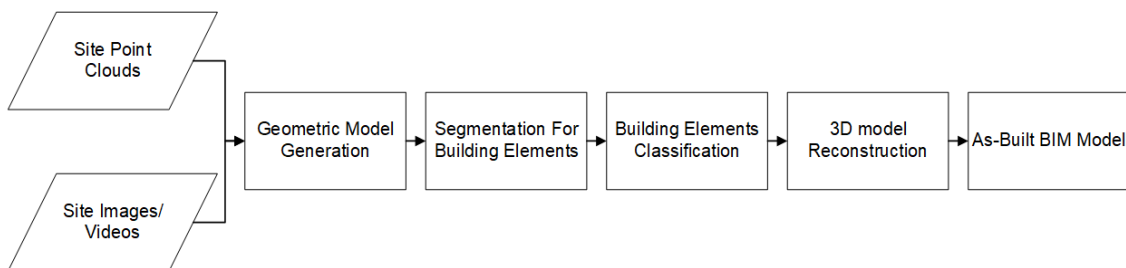 Site Point
Clouds
Site Images/
Videos
Geometric Model
Generation
Segmentation For
Building Elements
Building Elements
Classification
3D model
Reconstruction
As-Built BIM Model